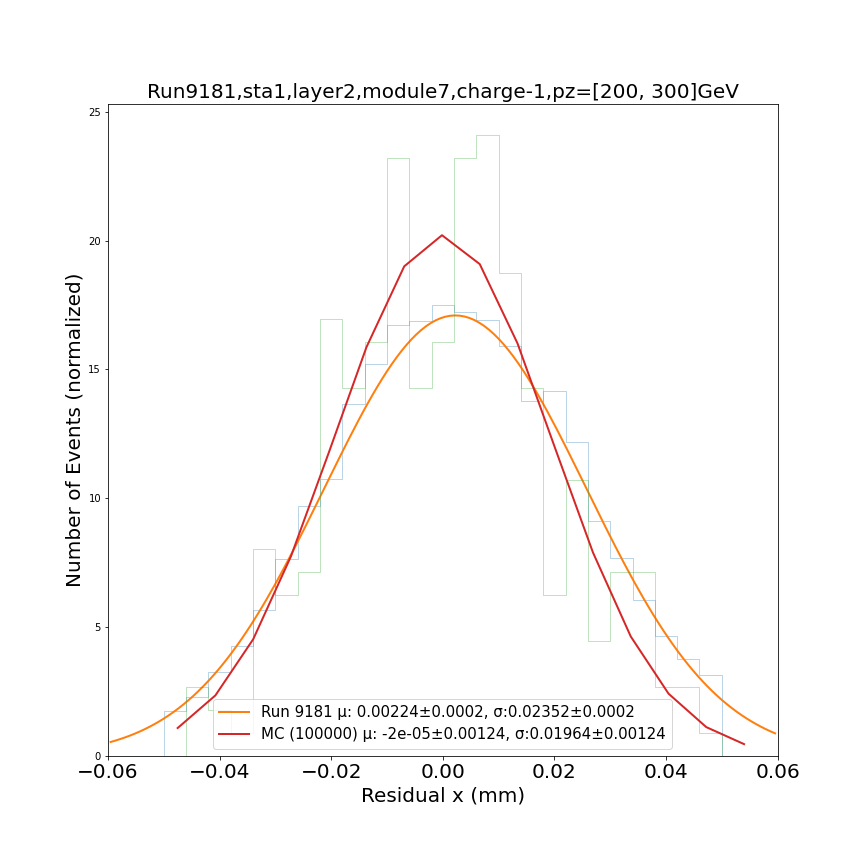 Run9181,sta1,layer2,module7,charge-1,pz=[200, 300]GeV
25
20
15
10
5
0
Number of Events (normalized)
Run 9181 μ: 0.00224±0.0002, σ:0.02352±0.0002
MC (100000) μ: -2e-05±0.00124, σ:0.01964±0.00124
−0.06 −0.04 −0.02 0.00 0.02 0.04 0.06
Residual x (mm)